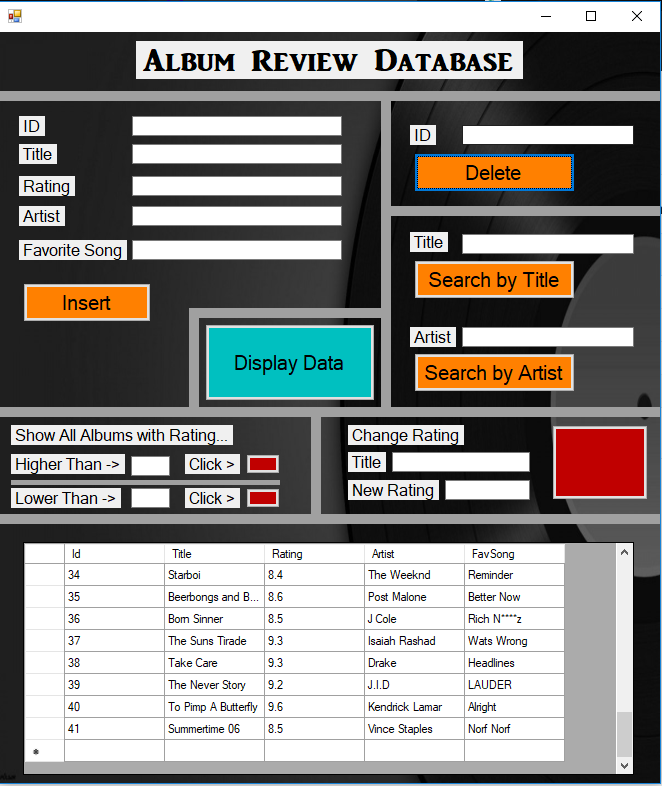 Album Review Database
ID
Title
Rating
Artist
Favorite Song
Insert
Display Data
ID
Delete
Title
Search by Title
Artist
Search by Artist
Show All Albums with Rating...
Higher Than -> Click >
Lower Than -> Click >
Change Rating
Title
New Rating
Id Title Rating Artist FavSong
34 Starboi 8.4 The Weeknd Reminder
35 Beerbongs and B... 8.6 Post Malone Better Now
36 Born Sinner 8.5 J Cole Rich N****z
37 The Suns Tirade 9.3 Isaiah Rashad Wats Wrong
38 Take Care 9.3 Drake Headlines
39 The Never Story 9.2 J.I.D LAUDER
40 To Pimp A Butterfly 9.6 Kendrick Lamar Alright
41 Summertime 06 8.5 Vince Staples Norf Norf
*